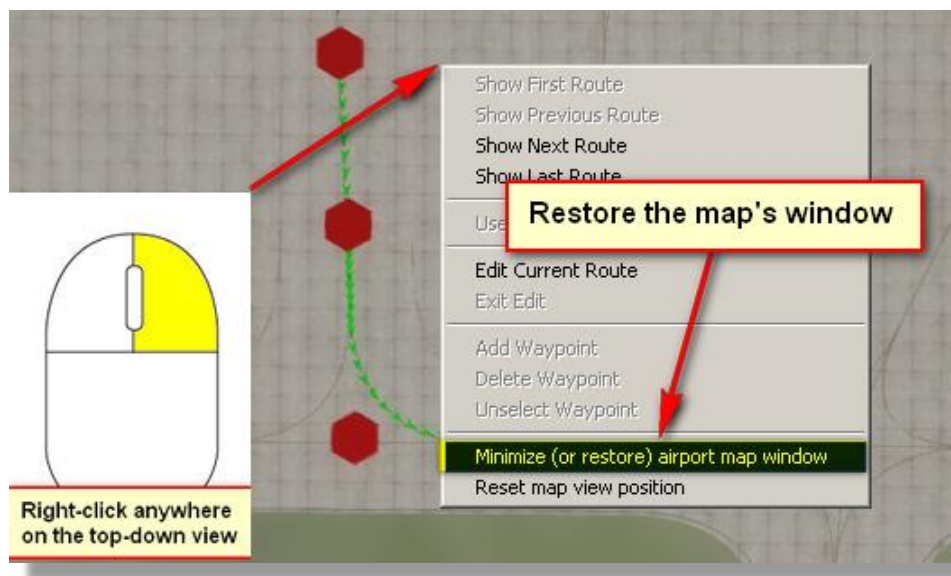 Show First Route
Show Previous Route
Show Next Route
Show Last Route
Restore the map's window
Use
Edit Current Route
Exit Edit
Add Waypoint
Delete Waypoint
Unselect Waypoint
Minimize (or restore) airport map window
Reset map view position
Right-click anywhere
on the top-down view